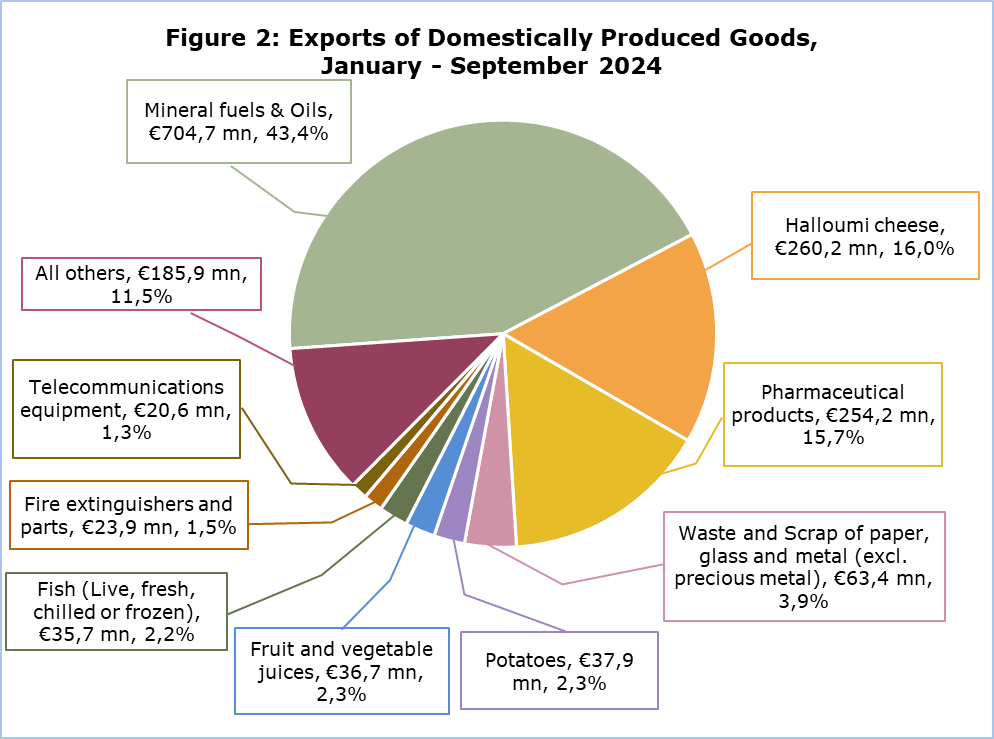 Figure 2: Exports of Domestically Produced Goods,
January - September 2024
Mineral fuels & Oils,
€704,7 mn, 43,4%
Halloumi cheese,
€260,2 mn, 16,0%
All others, €185,9 mn,
11,5%
Telecommunications
equipment, €20,6 mn,
1,3%
Pharmaceutical
products, €254,2 mn,
15,7%
Fire extinguishers and
parts, €23,9 mn, 1,5%
Waste and Scrap of paper,
glass and metal (excl.
precious metal), €63,4 mn,
3,9%
Fish (Live, fresh,
chilled or frozen),
€35,7 mn, 2,2%
Fruit and vegetable
juices, €36,7 mn,
2,3%
Potatoes, €37,9
mn, 2,3%